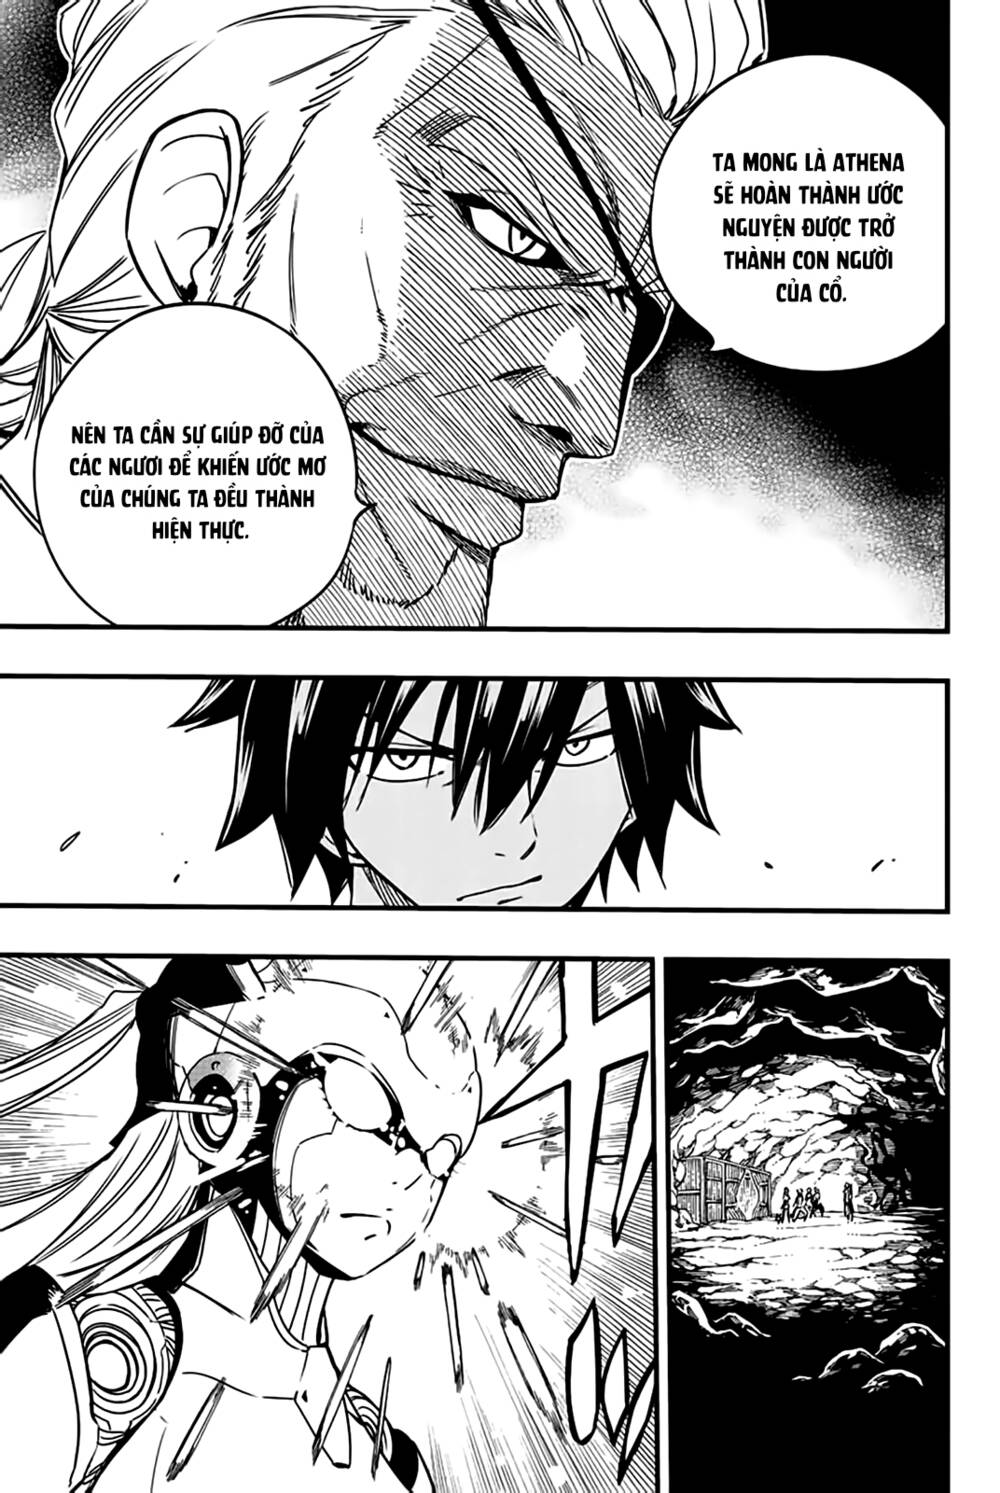 TA MONG LÀ ATHENA
SẼ HOÀN THÀNH ƯỚC
NGUYỆN ĐƯỢC TRỞ
THÀNH CON NGƯỜI
CỦA CỔ.
NÊN TA CẦN SỰ GIÚP ĐỠ CỦA
CÁC NGƯƠI ĐỂ KHIẾN ƯỚC MƠ
CỦA CHÚNG TA ĐỀU THÀNH
HIỆN THỰC.